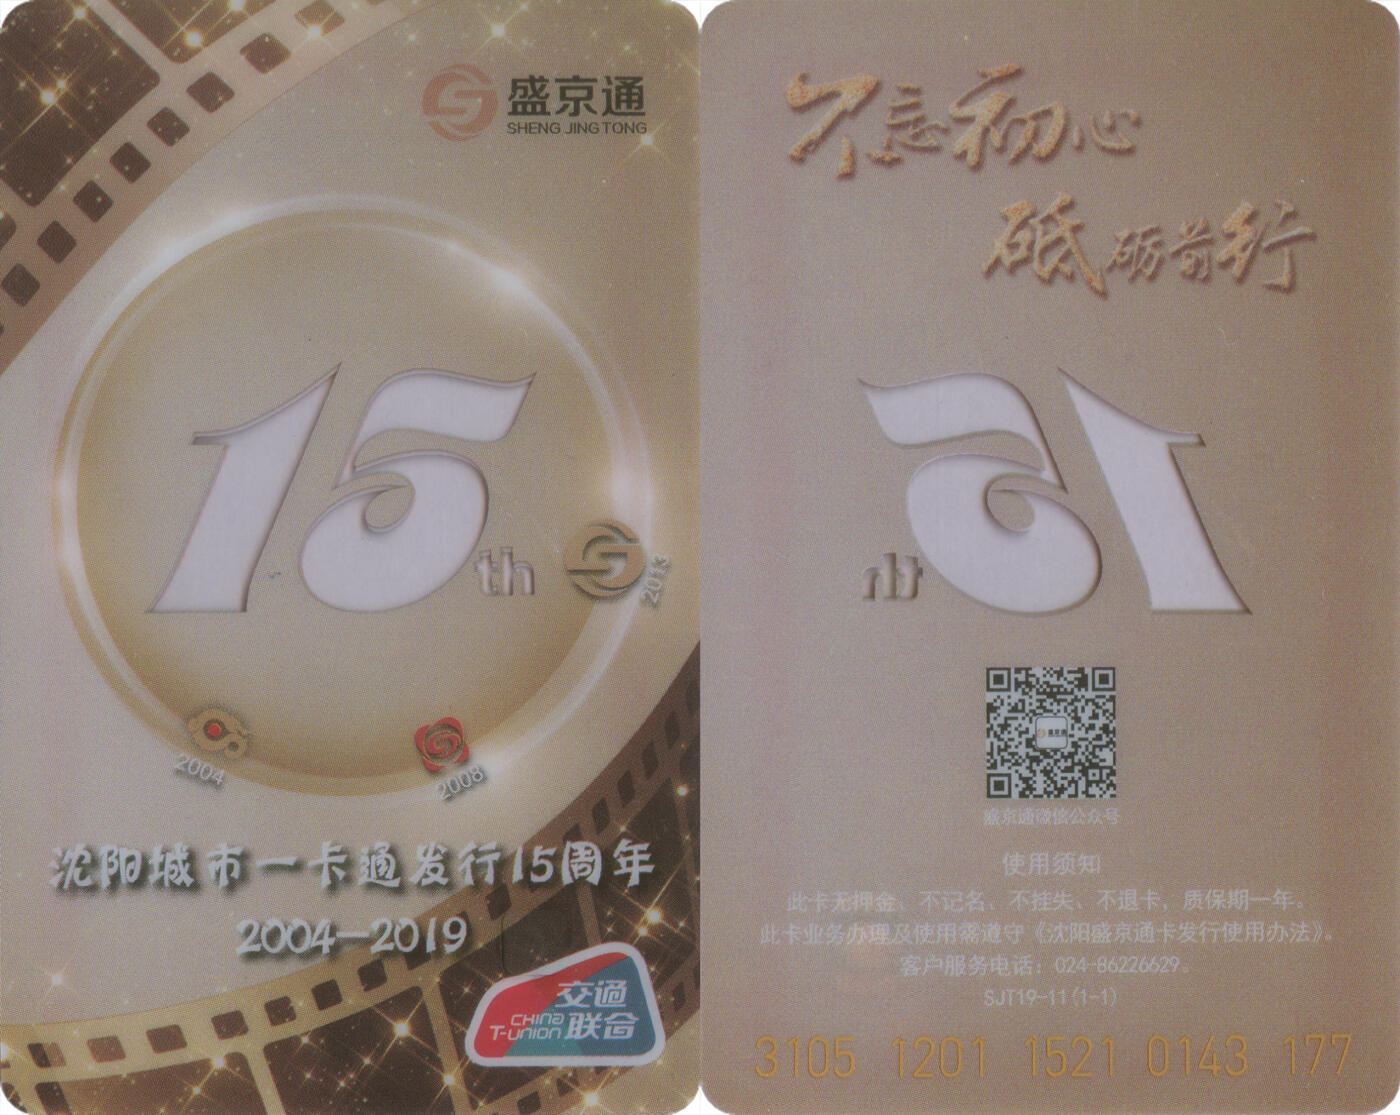 盛京通
SHENG JING TONG
15th
2013
2004
2008
沈阳城市一卡通发行15周年
2004—2019
交通
CHINA
T-UNION 联合
不忘初心
砥砺前行
15th
盛京通
盛京通微信公众号
使用须知
此卡无押金、不记名、不挂失、不退卡，质保期一年。
此卡业务办理及使用需遵守《沈阳盛京通卡发行使用办法》。
客户服务电话：024-86226629。
SJT19-11(1-1)
3105 1201 1521 0143 177